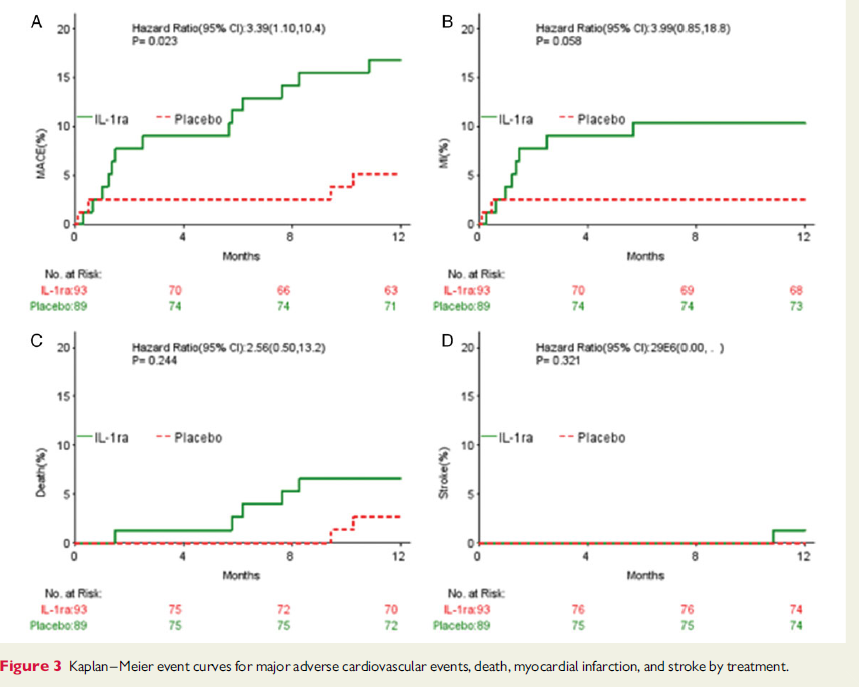 A
Hazard Ratio(95% CI):3.39(1.10,10.4)
P= 0.023
20
15
10
5
0
MACE(%)
IL-1ra Placebo
0 4 8 12
Months
No. at Risk:
IL-1ra:93 70 66 63
Placebo:89 74 74 71
B
Hazard Ratio(95% CI):3.99(0.85,18.8)
P= 0.058
20
15
10
5
0
MI(%)
IL-1ra Placebo
0 4 8 12
Months
No. at Risk:
IL-1ra:93 70 69 68
Placebo:89 74 74 73
C
Hazard Ratio(95% CI):2.56(0.50,13.2)
P= 0.244
20
15
10
5
0
Death(%)
IL-1ra Placebo
0 4 8 12
Months
No. at Risk:
IL-1ra:93 75 72 70
Placebo:89 75 75 72
D
Hazard Ratio(95% CI):29E6(0.00, . )
P= 0.321
20
15
10
5
0
Stroke(%)
IL-1ra Placebo
0 4 8 12
Months
No. at Risk:
IL-1ra:93 76 76 74
Placebo:89 75 75 74
Figure 3 Kaplan–Meier event curves for major adverse cardiovascular events, death, myocardial infarction, and stroke by treatment.